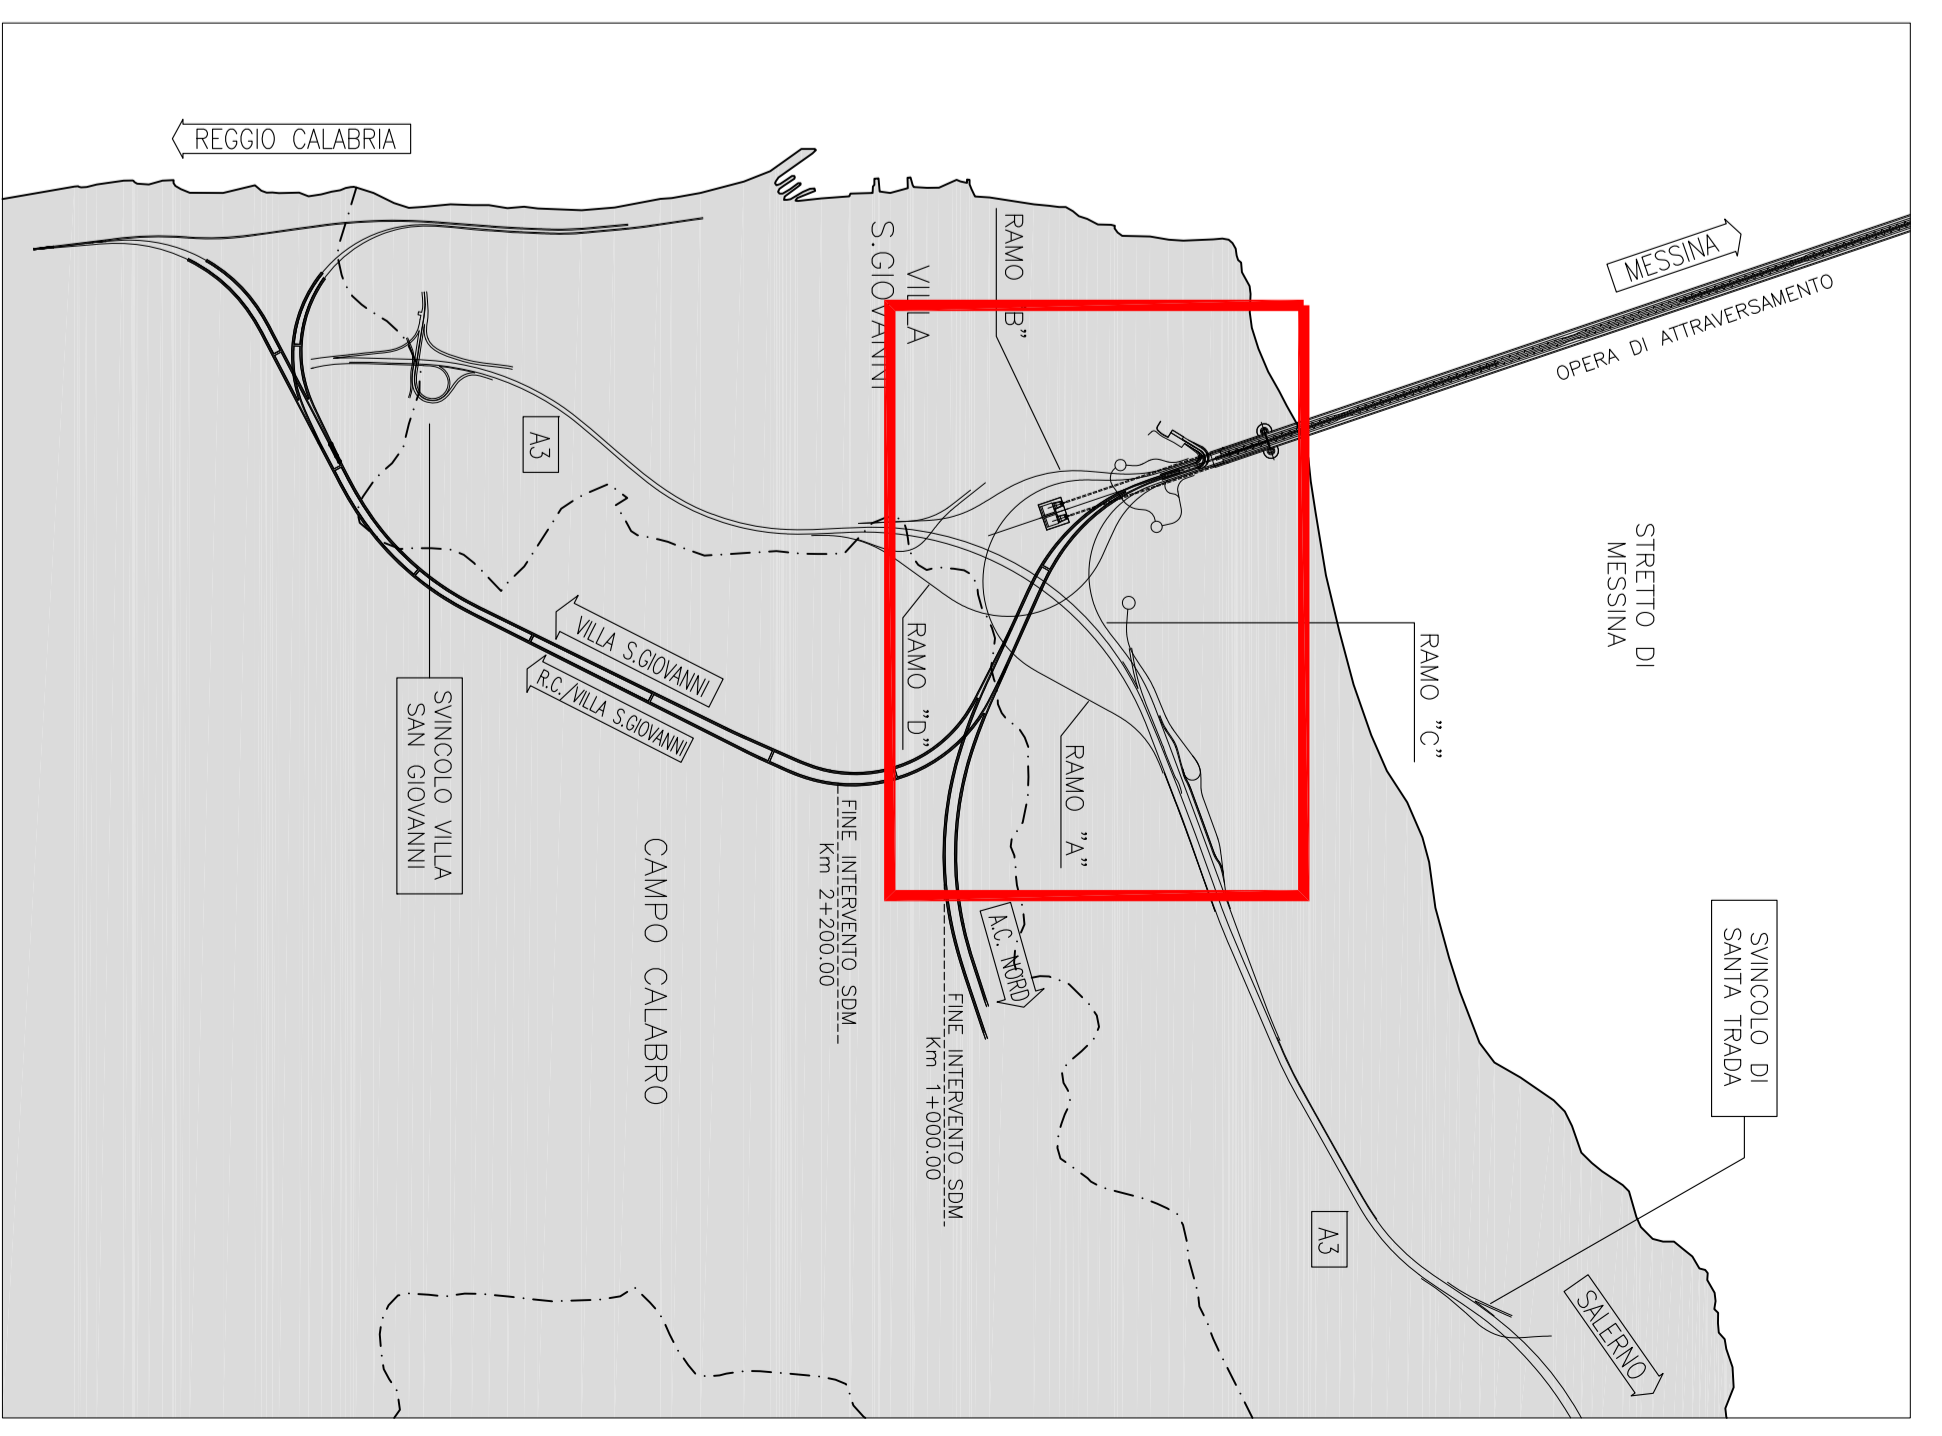 REGGIO CALABRIA
MESSINA
OPERA DI ATTRAVERSAMENTO
STRETTO DI
MESSINA
VILLA
S.GIOVANNI
RAMO "B"
A3
RAMO "C"
RAMO "D"
RAMO "A"
VILLA S.GIOVANNI
R.C./VILLA S.GIOVANNI
SVINCOLO VILLA
SAN GIOVANNI
FINE INTERVENTO SDM
Km 2+200.00
CAMPO CALABRO
A.C. NORD
FINE INTERVENTO SDM
Km 1+000.00
SVINCOLO DI
SANTA TRADA
A3
SALERNO